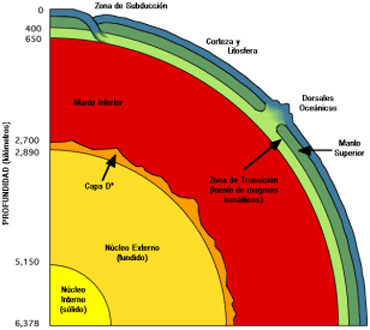 Zona de Subducción
0
400
650
Corteza y
Litosfera
Dorsales
Oceánicas
Manto Inferior
Manto
Superior
2,700
2,890
Zona de Transición
(fuente de magmas
basálticos)
Capa D"
PROFUNDIDAD (kilómetros)
Núcleo Externo
(fundido)
5,150
Núcleo
Interno
(sólido)
6,378